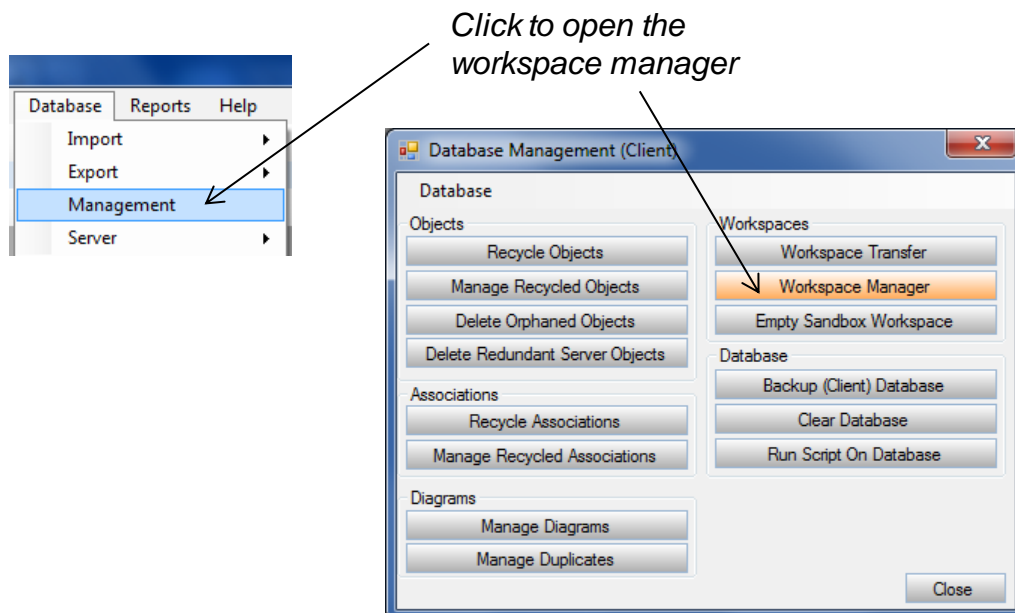 Click to open the
workspace manager
Database Reports Help
Import
Export
Management
Server
Database Management (Client)
Database
Objects
Recycle Objects
Manage Recycled Objects
Delete Orphaned Objects
Delete Redundant Server Objects
Associations
Recycle Associations
Manage Recycled Associations
Diagrams
Manage Diagrams
Manage Duplicates
Workspaces
Workspace Transfer
Workspace Manager
Empty Sandbox Workspace
Database
Backup (Client) Database
Clear Database
Run Script On Database
Close